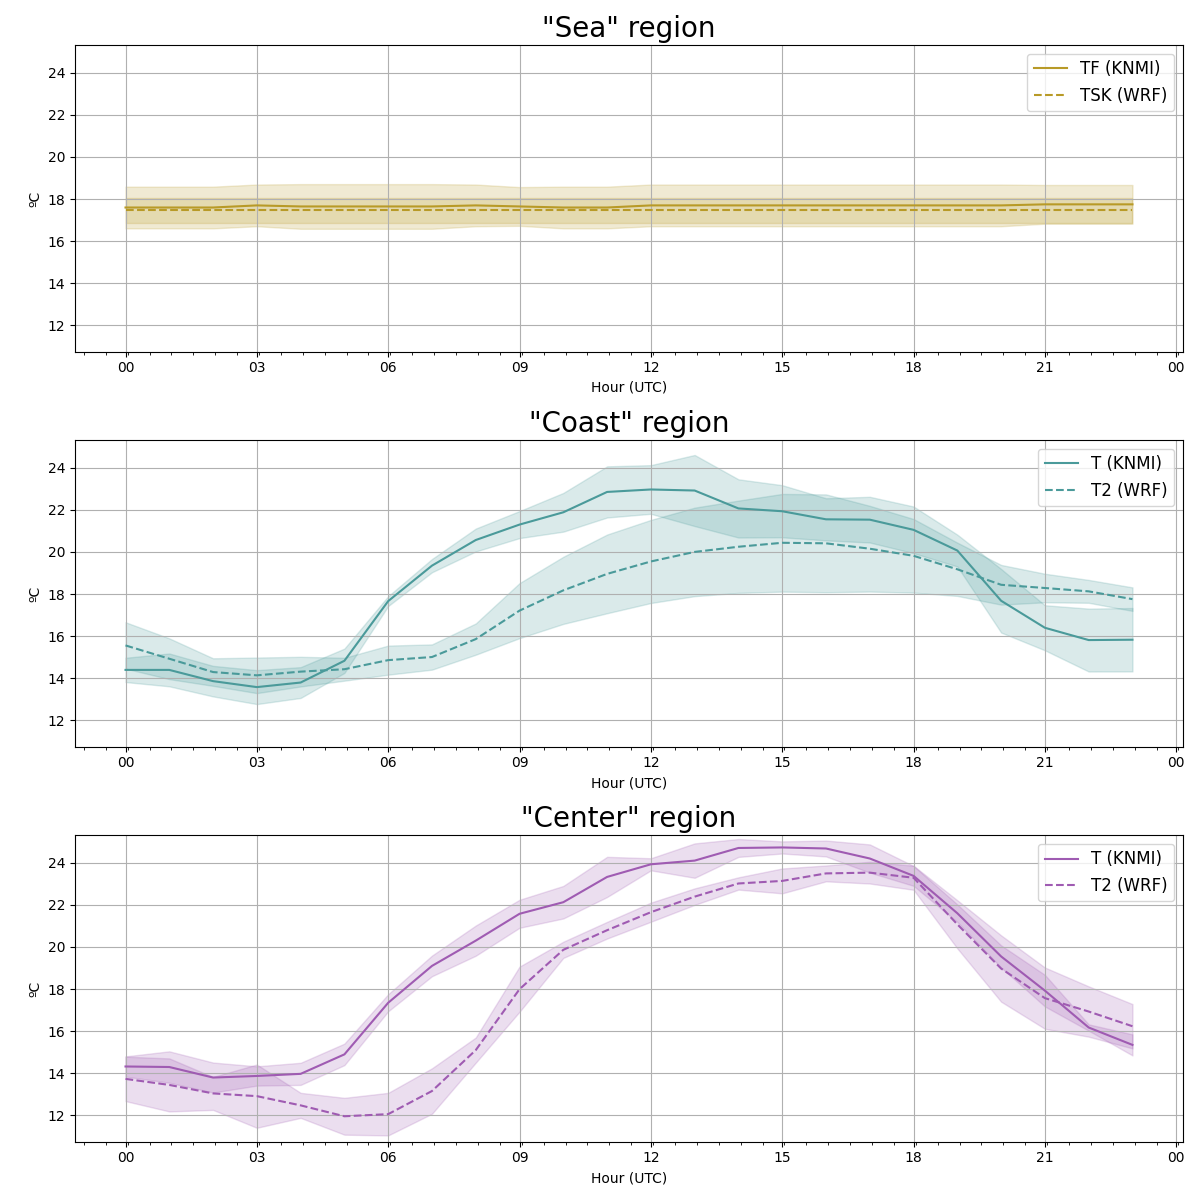 "Sea" region
TF (KNMI)
TSK (WRF)
24
22
20
18
16
14
12
ºC
00 03 06 09 12 15 18 21 00
Hour (UTC)
"Coast" region
T (KNMI)
T2 (WRF)
24
22
20
18
16
14
12
ºC
00 03 06 09 12 15 18 21 00
Hour (UTC)
"Center" region
T (KNMI)
T2 (WRF)
24
22
20
18
16
14
12
ºC
00 03 06 09 12 15 18 21 00
Hour (UTC)